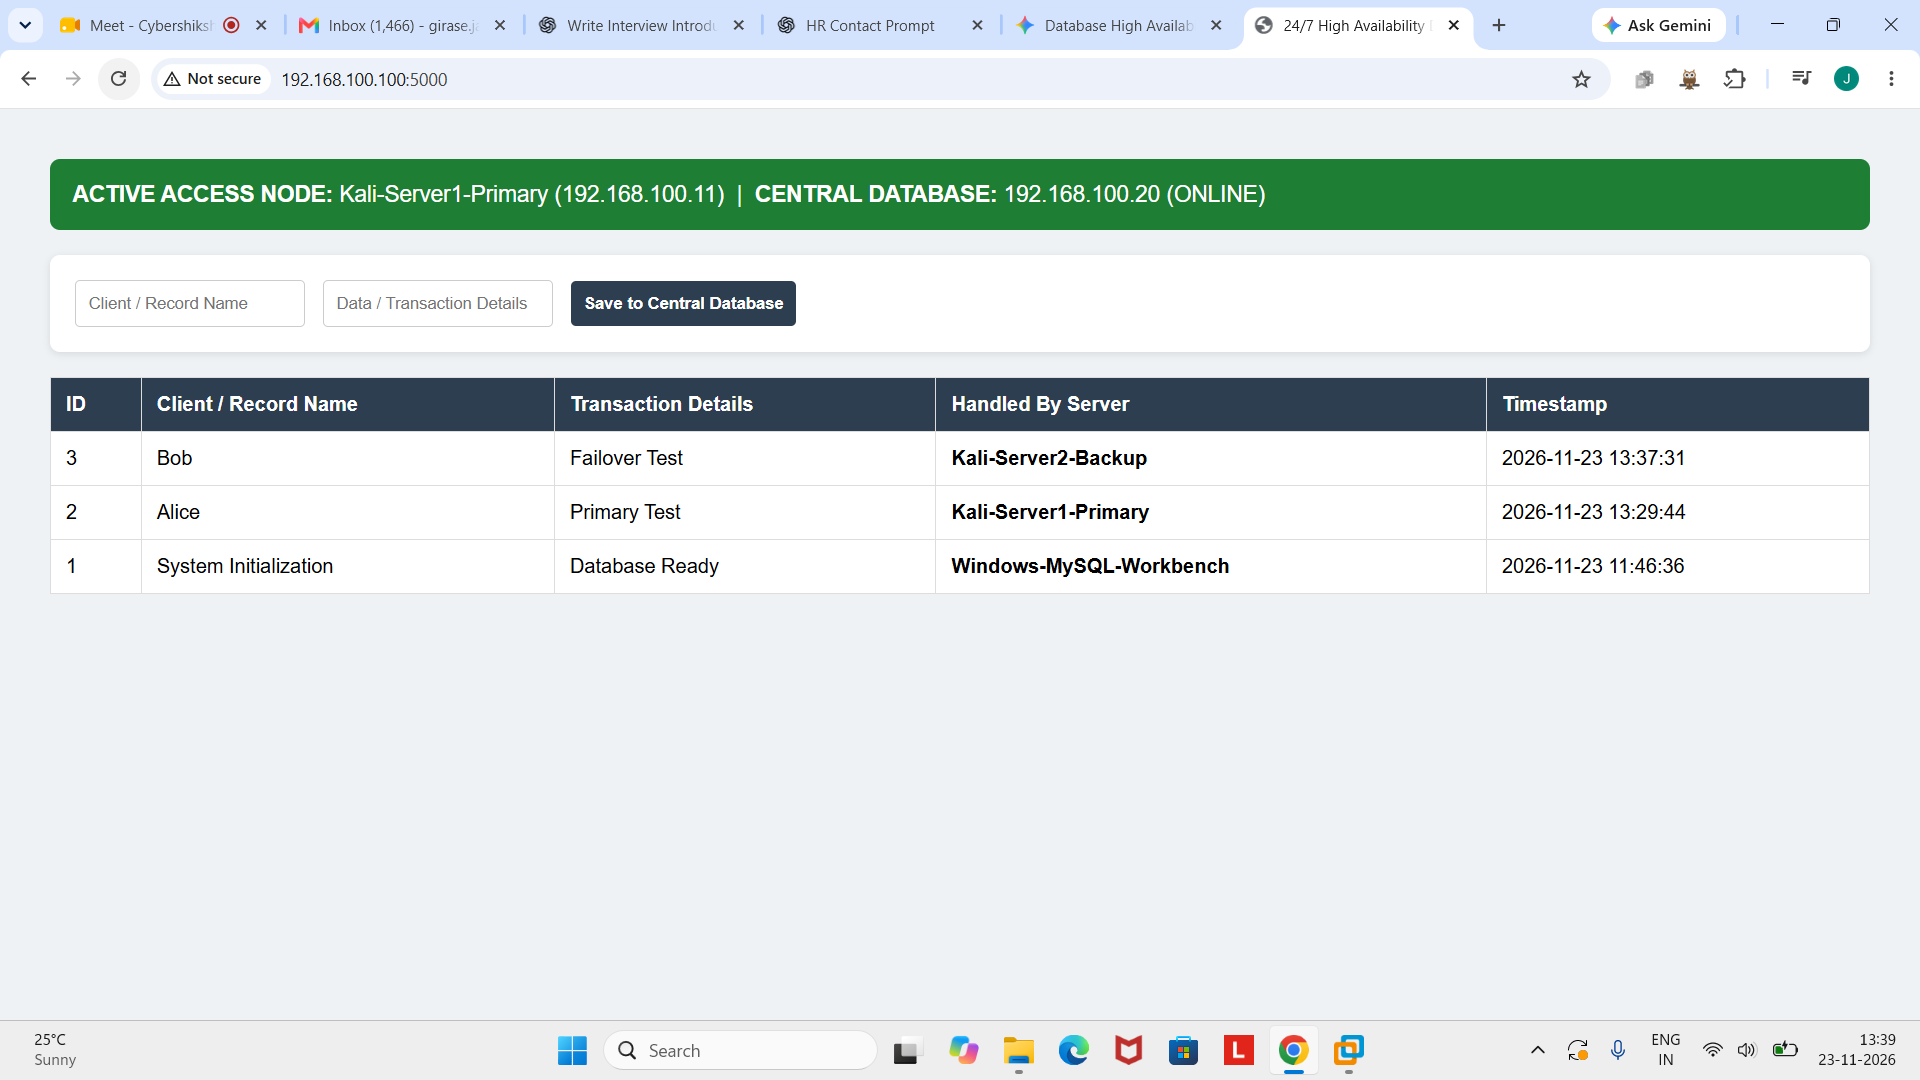 Meet - Cybershiksh
Inbox (1,466) - girase.ja
Write Interview Introdu
HR Contact Prompt
Database High Availab
24/7 High Availability
Ask Gemini
Not secure
192.168.100.100:5000
J
ACTIVE ACCESS NODE: Kali-Server1-Primary (192.168.100.11) | CENTRAL DATABASE: 192.168.100.20 (ONLINE)
Client / Record Name
Data / Transaction Details
Save to Central Database
ID Client / Record Name Transaction Details Handled By Server Timestamp
3 Bob Failover Test Kali-Server2-Backup 2026-11-23 13:37:31
2 Alice Primary Test Kali-Server1-Primary 2026-11-23 13:29:44
1 System Initialization Database Ready Windows-MySQL-Workbench 2026-11-23 11:46:36
25°C
Sunny
Search
L
ENG
IN
13:39
23-11-2026